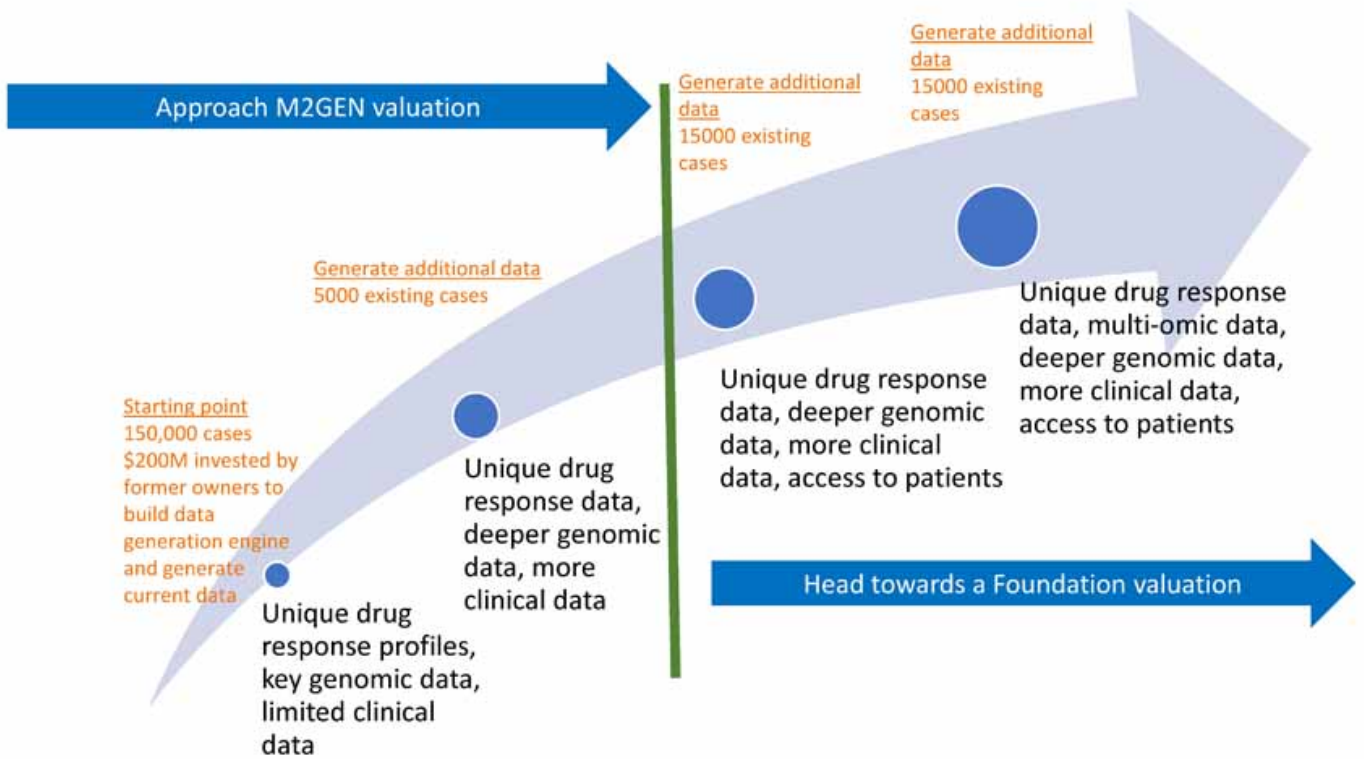 Approach M2GEN valuation
Generate additional
data
15000 existing
cases
Generate additional
data
15000 existing
cases
Generate additional data
5000 existing cases
Starting point
150,000 cases
$200M invested by
former owners to
build data
generation engine
and generate
current data
Unique drug
response profiles,
key genomic data,
limited clinical
data
Unique drug
response data,
deeper genomic
data, more
clinical data
Unique drug response
data, deeper genomic
data, more clinical
data, access to patients
Unique drug response
data, multi-omic data,
deeper genomic data,
more clinical data,
access to patients
Head towards a Foundation valuation